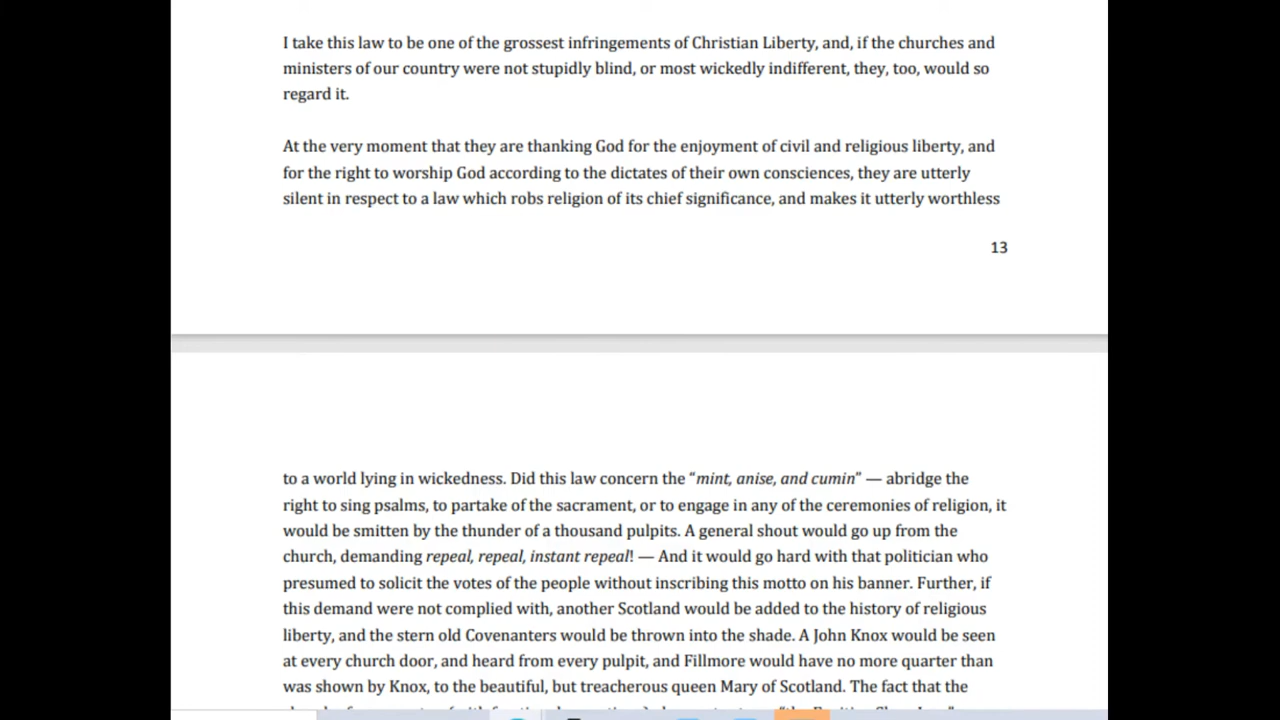 I take this law to be one of the grossest infringements of Christian Liberty, and, if the churches and
ministers of our country were not stupidly blind, or most wickedly indifferent, they, too, would so
regard it.
At the very moment that they are thanking God for the enjoyment of civil and religious liberty, and
for the right to worship God according to the dictates of their own consciences, they are utterly
silent in respect to a law which robs religion of its chief significance, and makes it utterly worthless
13
to a world lying in wickedness. Did this law concern the “mint, anise, and cumin” — abridge the
right to sing psalms, to partake of the sacrament, or to engage in any of the ceremonies of religion, it
would be smitten by the thunder of a thousand pulpits. A general shout would go up from the
church, demanding repeal, repeal, instant repeal! — And it would go hard with that politician who
presumed to solicit the votes of the people without inscribing this motto on his banner. Further, if
this demand were not complied with, another Scotland would be added to the history of religious
liberty, and the stern old Covenanters would be thrown into the shade. A John Knox would be seen
at every church door, and heard from every pulpit, and Fillmore would have no more quarter than
was shown by Knox, to the beautiful, but treacherous queen Mary of Scotland. The fact that the